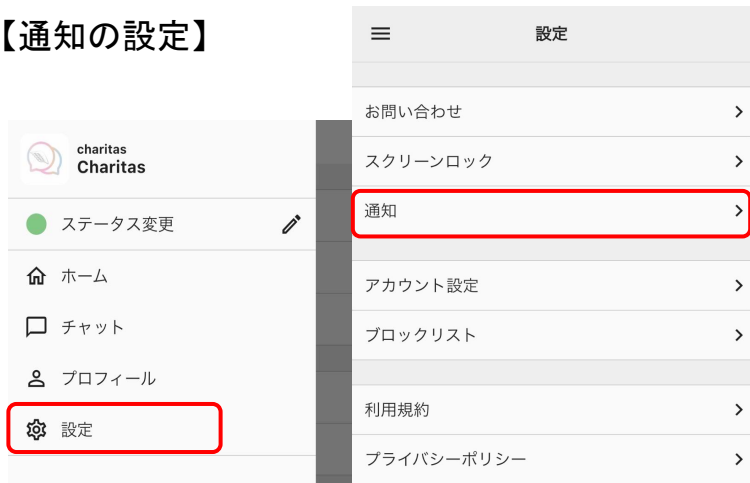 【通知の設定】
charitas
Charitas
ステータス変更
ホーム
チャット
プロフィール
設定
設定
お問い合わせ
スクリーンロック
通知
アカウント設定
ブロックリスト
利用規約
プライバシーポリシー